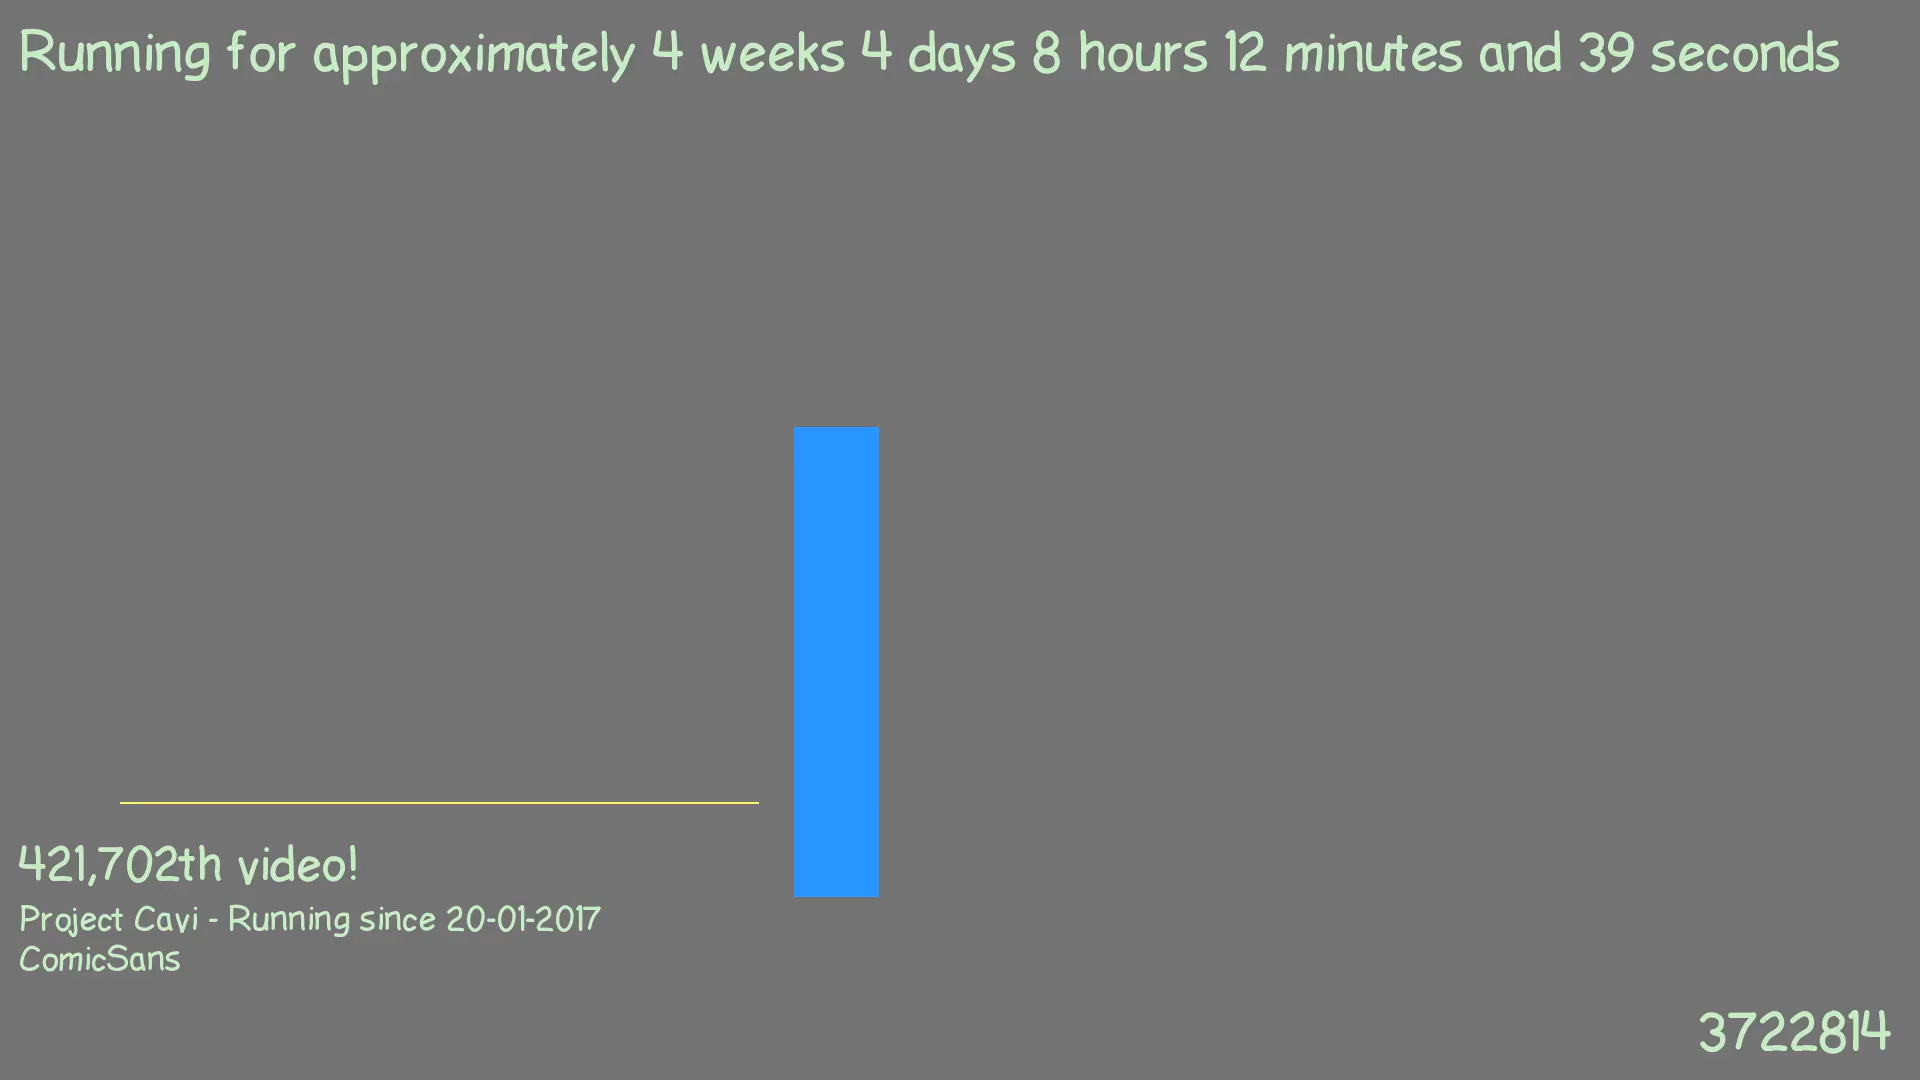 Running for approximately 4 weeks 4 days 8 hours 12 minutes and 39 seconds
421,702th video!
Project Cavi - Running since 20-01-2017
ComicSans
3722814